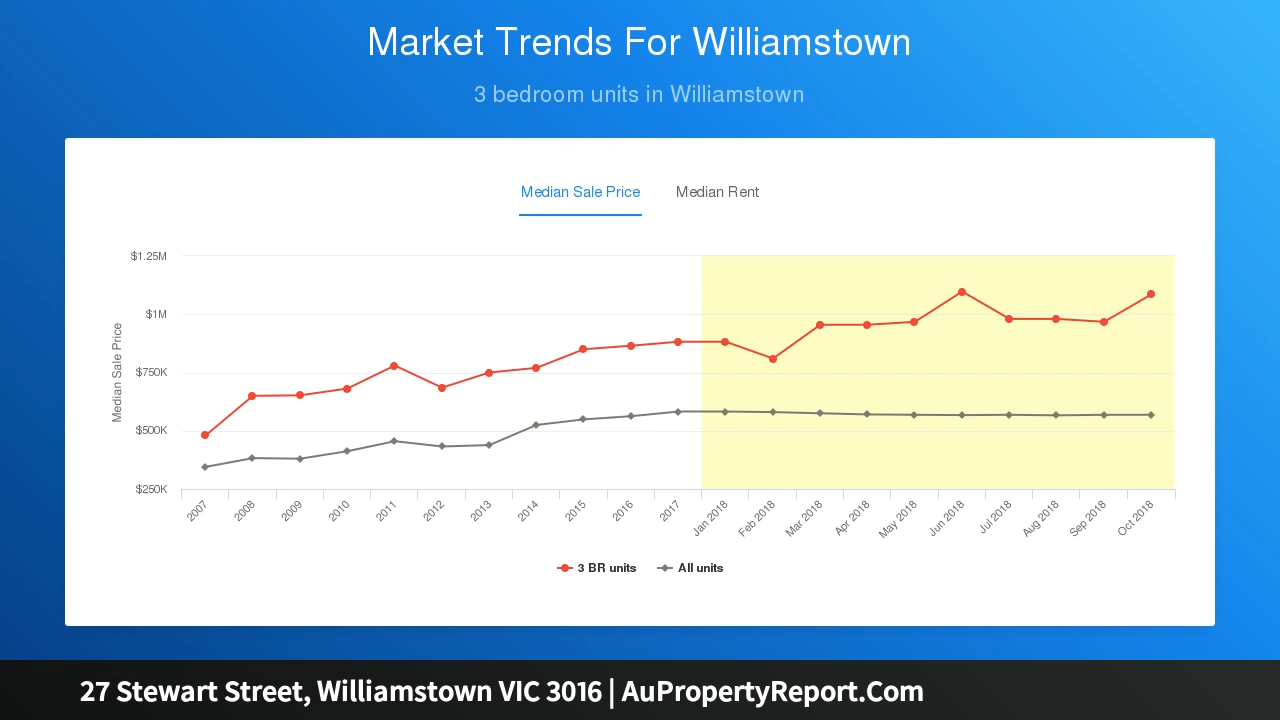 Market Trends For Williamstown
3 bedroom units in Williamstown
Median Sale Price
Median Rent
$1.25M
$1M
$750K
$500K
$250K
Median Sale Price
2007
2008
2009
2010
2011
2012
2013
2014
2015
2016
2017
Jan 2018
Feb 2018
Mar 2018
Apr 2018
May 2018
Jun 2018
Jul 2018
Aug 2018
Sep 2018
Oct 2018
3 BR units
All units
27 Stewart Street, Williamstown VIC 3016 | AuPropertyReport.Com